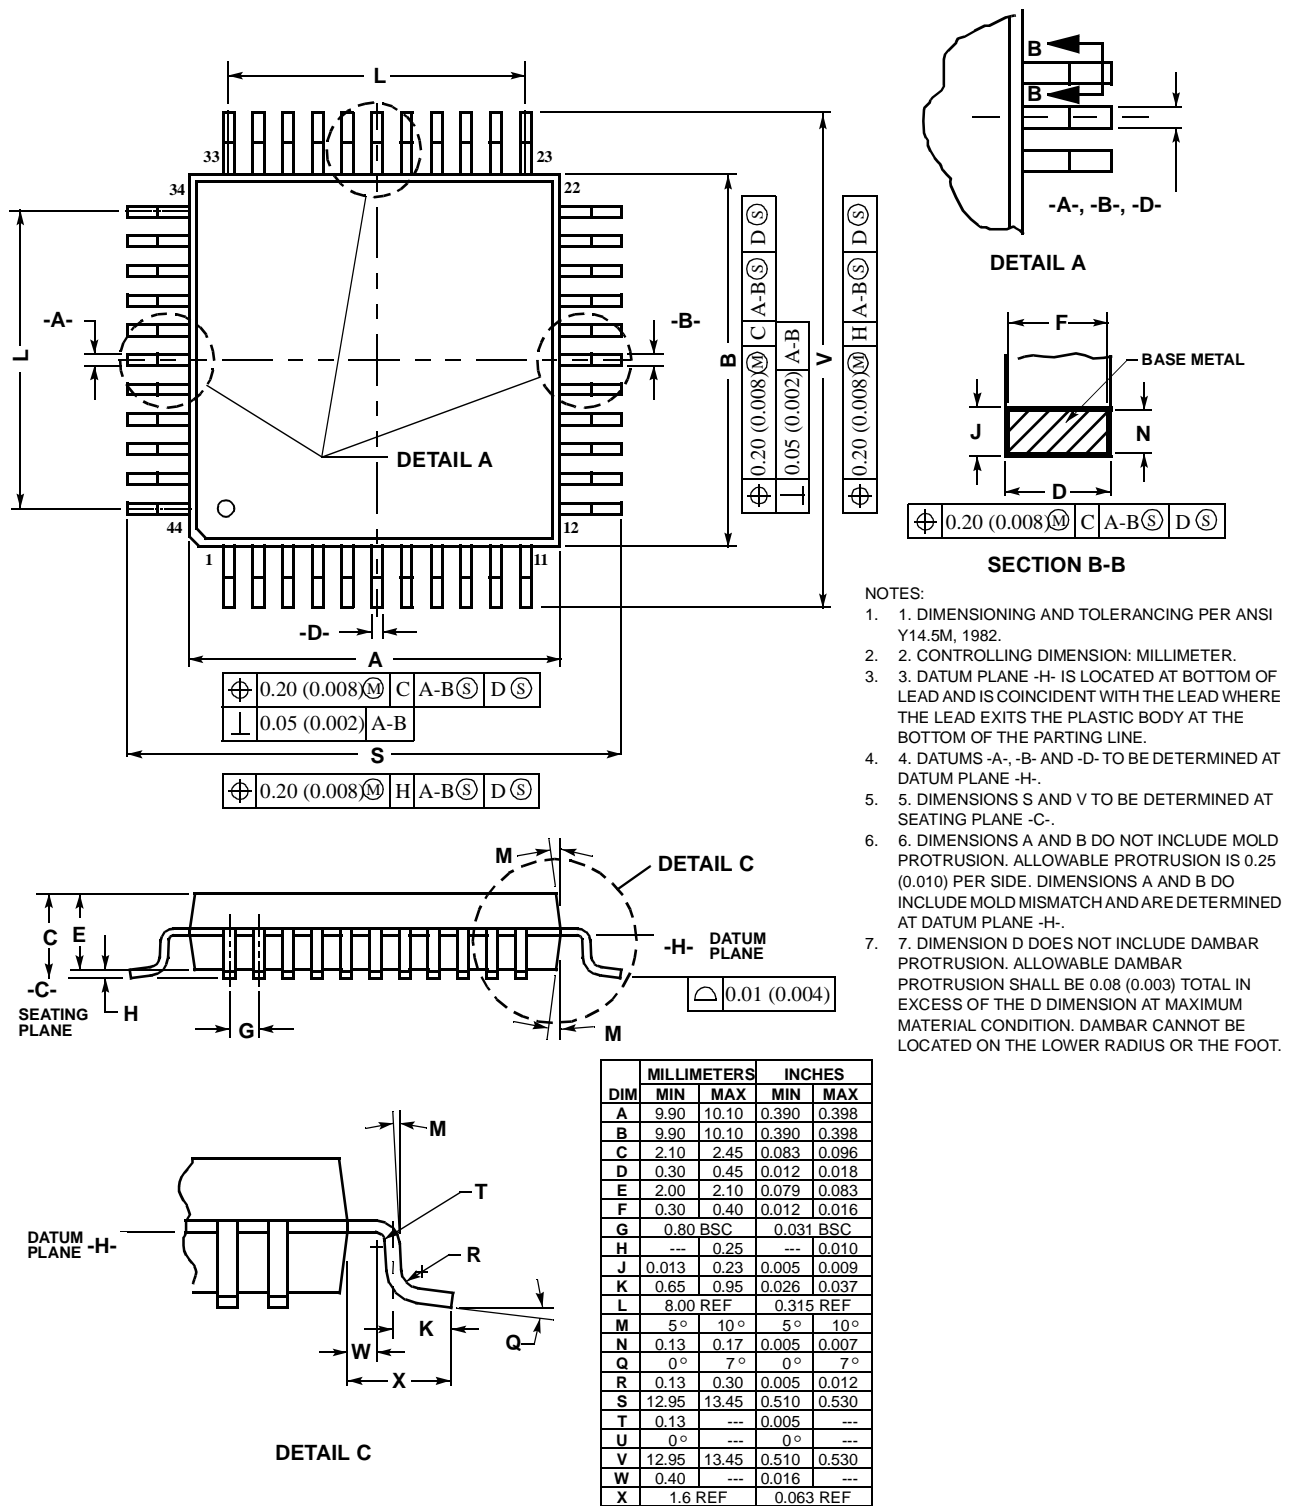 L
B
B
33
23
34
22
-A-, -B-, -D-
DETAIL A
-A-
-B-
L
B
V
⌖ 0.20 (0.008)Ⓜ C A-BⓈ DⓈ
⊥ 0.05 (0.002) A-B
⌖ 0.20 (0.008)Ⓜ H A-BⓈ DⓈ
F
BASE METAL
J
N
D
⌖ 0.20 (0.008)Ⓜ C A-BⓈ DⓈ
SECTION B-B
DETAIL A
44
12
1
11
-D-
A
⌖ 0.20 (0.008)Ⓜ C A-BⓈ DⓈ
⊥ 0.05 (0.002) A-B
S
⌖ 0.20 (0.008)Ⓜ H A-BⓈ DⓈ
NOTES:
1. 1. DIMENSIONING AND TOLERANCING PER ANSI
Y14.5M, 1982.
2. 2. CONTROLLING DIMENSION: MILLIMETER.
3. 3. DATUM PLANE -H- IS LOCATED AT BOTTOM OF
LEAD AND IS COINCIDENT WITH THE LEAD WHERE
THE LEAD EXITS THE PLASTIC BODY AT THE
BOTTOM OF THE PARTING LINE.
4. 4. DATUMS -A-, -B- AND -D- TO BE DETERMINED AT
DATUM PLANE -H-.
5. 5. DIMENSIONS S AND V TO BE DETERMINED AT
SEATING PLANE -C-.
6. 6. DIMENSIONS A AND B DO NOT INCLUDE MOLD
PROTRUSION. ALLOWABLE PROTRUSION IS 0.25
(0.010) PER SIDE. DIMENSIONS A AND B DO
INCLUDE MOLD MISMATCH AND ARE DETERMINED
AT DATUM PLANE -H-.
7. 7. DIMENSION D DOES NOT INCLUDE DAMBAR
PROTRUSION. ALLOWABLE DAMBAR
PROTRUSION SHALL BE 0.08 (0.003) TOTAL IN
EXCESS OF THE D DIMENSION AT MAXIMUM
MATERIAL CONDITION. DAMBAR CANNOT BE
LOCATED ON THE LOWER RADIUS OR THE FOOT.
M
DETAIL C
C E
-H- DATUM
PLANE
⌓ 0.01 (0.004)
-C-
SEATING
PLANE
H
G
M
MILLIMETERS INCHES
DIM MIN MAX MIN MAX
A 9.90 10.10 0.390 0.398
B 9.90 10.10 0.390 0.398
C 2.10 2.45 0.083 0.096
D 0.30 0.45 0.012 0.018
E 2.00 2.10 0.079 0.083
F 0.30 0.40 0.012 0.016
G 0.80 BSC 0.031 BSC
H --- 0.25 --- 0.010
J 0.013 0.23 0.005 0.009
K 0.65 0.95 0.026 0.037
L 8.00 REF 0.315 REF
M 5° 10° 5° 10°
N 0.13 0.17 0.005 0.007
Q 0° 7° 0° 7°
R 0.13 0.30 0.005 0.012
S 12.95 13.45 0.510 0.530
T 0.13 --- 0.005 ---
U 0° --- 0° ---
V 12.95 13.45 0.510 0.530
W 0.40 --- 0.016 ---
X 1.6 REF 0.063 REF
M
T
DATUM
PLANE -H-
R
K
Q
W
X
DETAIL C